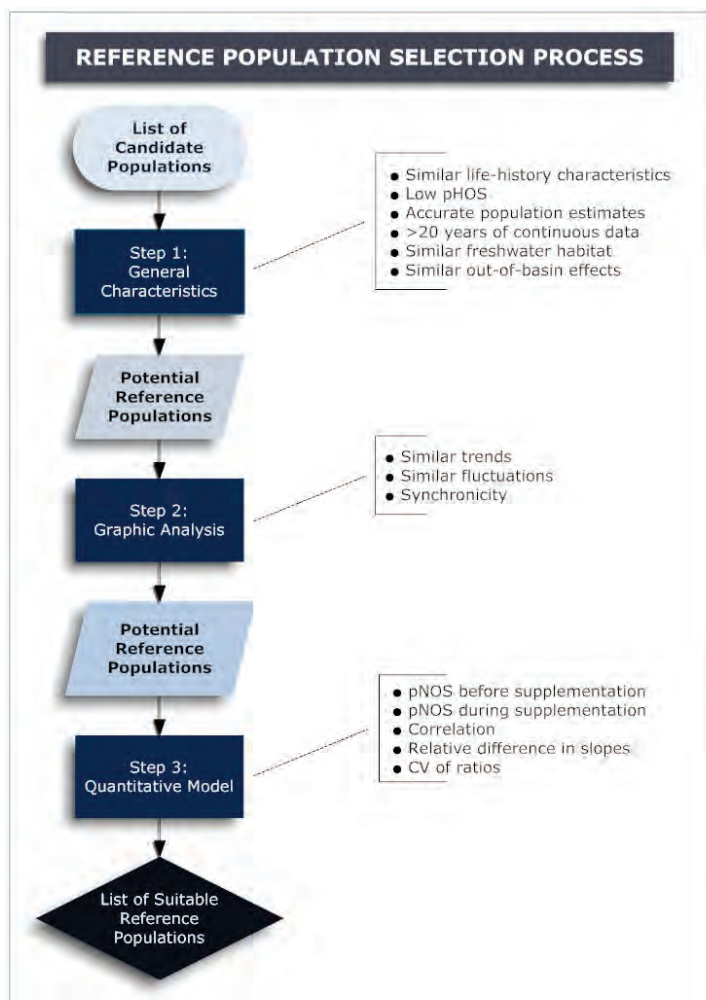 REFERENCE POPULATION SELECTION PROCESS
List of
Candidate
Populations
Step 1:
General
Characteristics
● Similar life-history characteristics
● Low pHOS
● Accurate population estimates
● >20 years of continuous data
● Similar freshwater habitat
● Similar out-of-basin effects
Potential
Reference
Populations
Step 2:
Graphic Analysis
● Similar trends
● Similar fluctuations
● Synchronicity
Potential
Reference
Populations
Step 3:
Quantitative Model
● pNOS before supplementation
● pNOS during supplementation
● Correlation
● Relative difference in slopes
● CV of ratios
List of Suitable
Reference
Populations